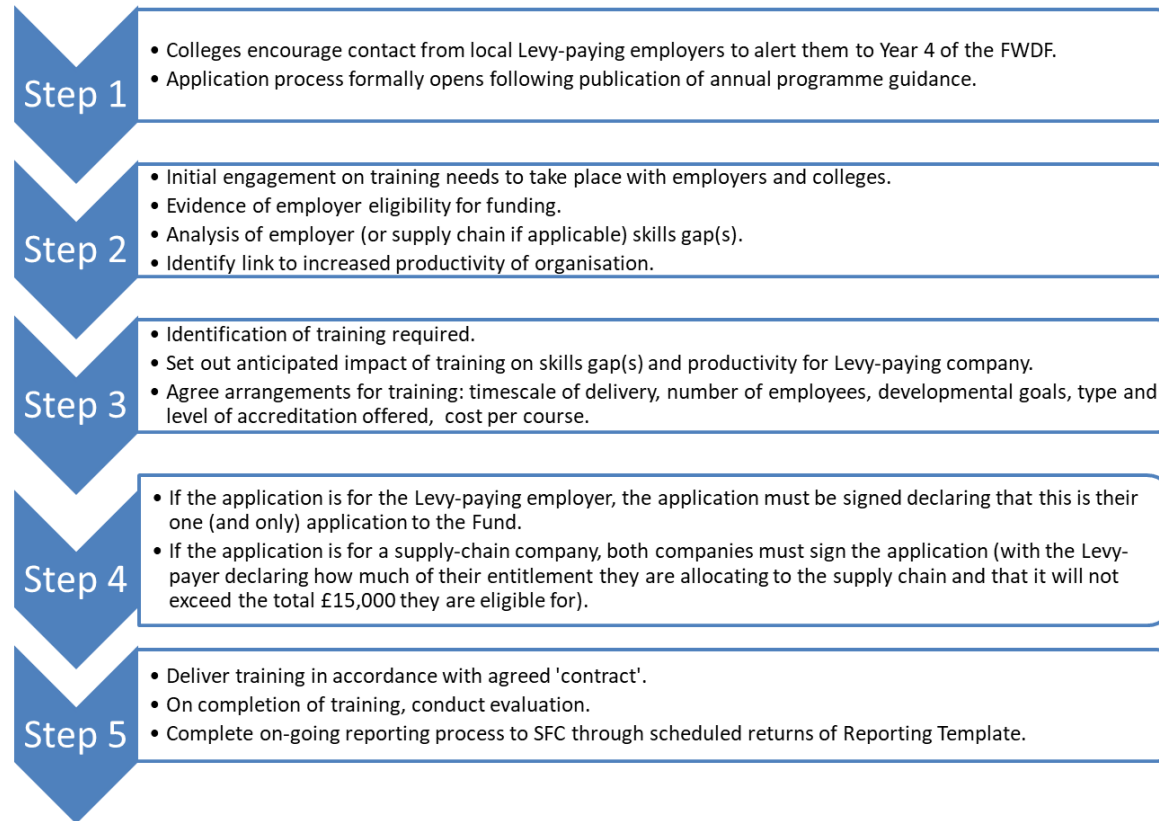 Step 1
• Colleges encourage contact from local Levy-paying employers to alert them to Year 4 of the FWDF.
• Application process formally opens following publication of annual programme guidance.
Step 2
• Initial engagement on training needs to take place with employers and colleges.
• Evidence of employer eligibility for funding.
• Analysis of employer (or supply chain if applicable) skills gap(s).
• Identify link to increased productivity of organisation.
Step 3
• Identification of training required.
• Set out anticipated impact of training on skills gap(s) and productivity for Levy-paying company.
• Agree arrangements for training: timescale of delivery, number of employees, developmental goals, type and
level of accreditation offered,  cost per course.
Step 4
• If the application is for the Levy-paying employer, the application must be signed declaring that this is their
one (and only) application to the Fund.
• If the application is for a supply-chain company, both companies must sign the application (with the Levy-
payer declaring how much of their entitlement they are allocating to the supply chain and that it will not
exceed the total £15,000 they are eligible for).
Step 5
• Deliver training in accordance with agreed 'contract'.
• On completion of training, conduct evaluation.
• Complete on-going reporting process to SFC through scheduled returns of Reporting Template.